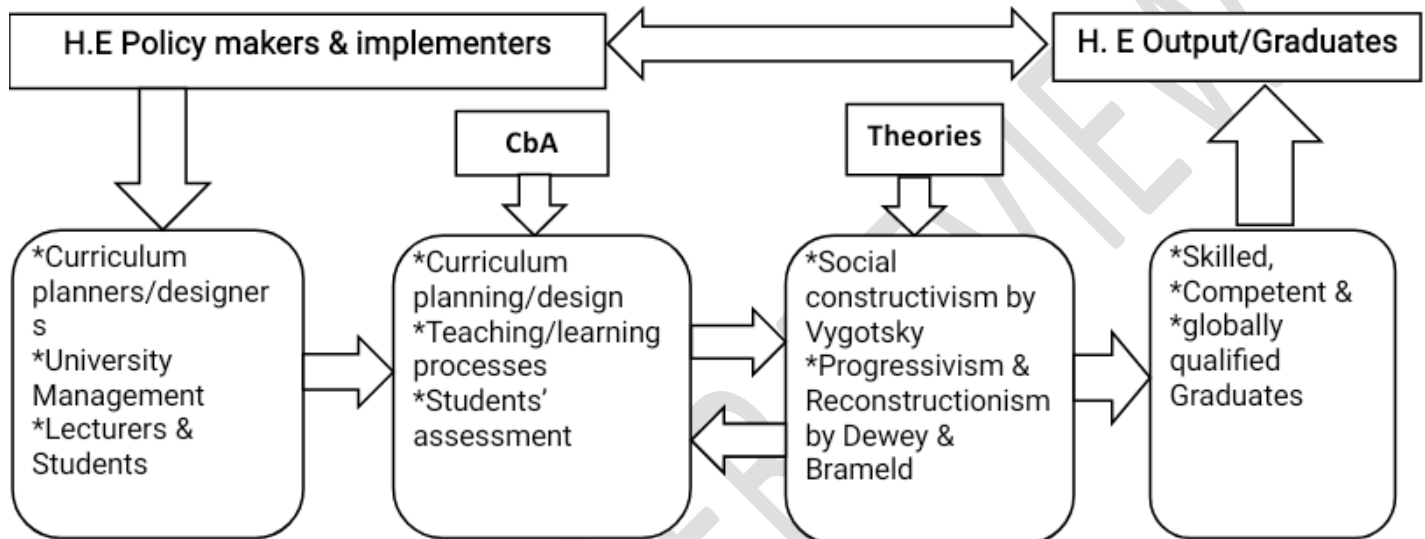 H.E Policy makers & implementers
H. E Output/Graduates
CbA
Theories
*Curriculum
planners/designer
s
*University
Management
*Lecturers &
Students
*Curriculum
planning/design
*Teaching/learning
processes
*Students’
assessment
*Social
constructivism by
Vygotsky
*Progressivism &
Reconstructionism
by Dewey &
Brameld
*Skilled,
*Competent &
*globally
qualified
Graduates